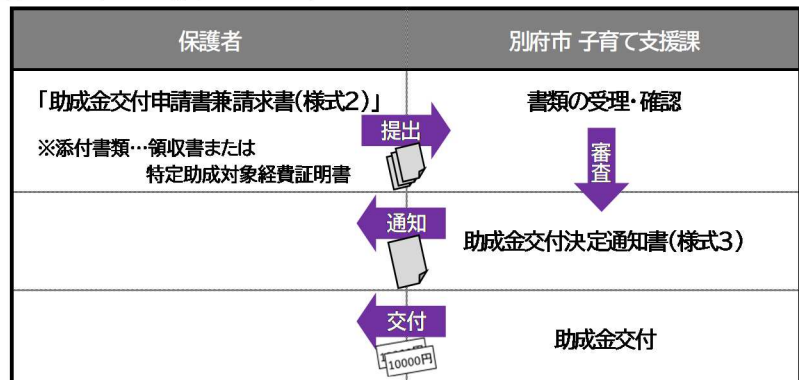 保護者
別府市 子育て支援課
「助成金交付申請書兼請求書(様式2)」
※添付書類…領収書または
特定助成対象経費証明書
提出
書類の受理・確認
審査
通知
助成金交付決定通知書(様式3)
交付
10000円
助成金交付